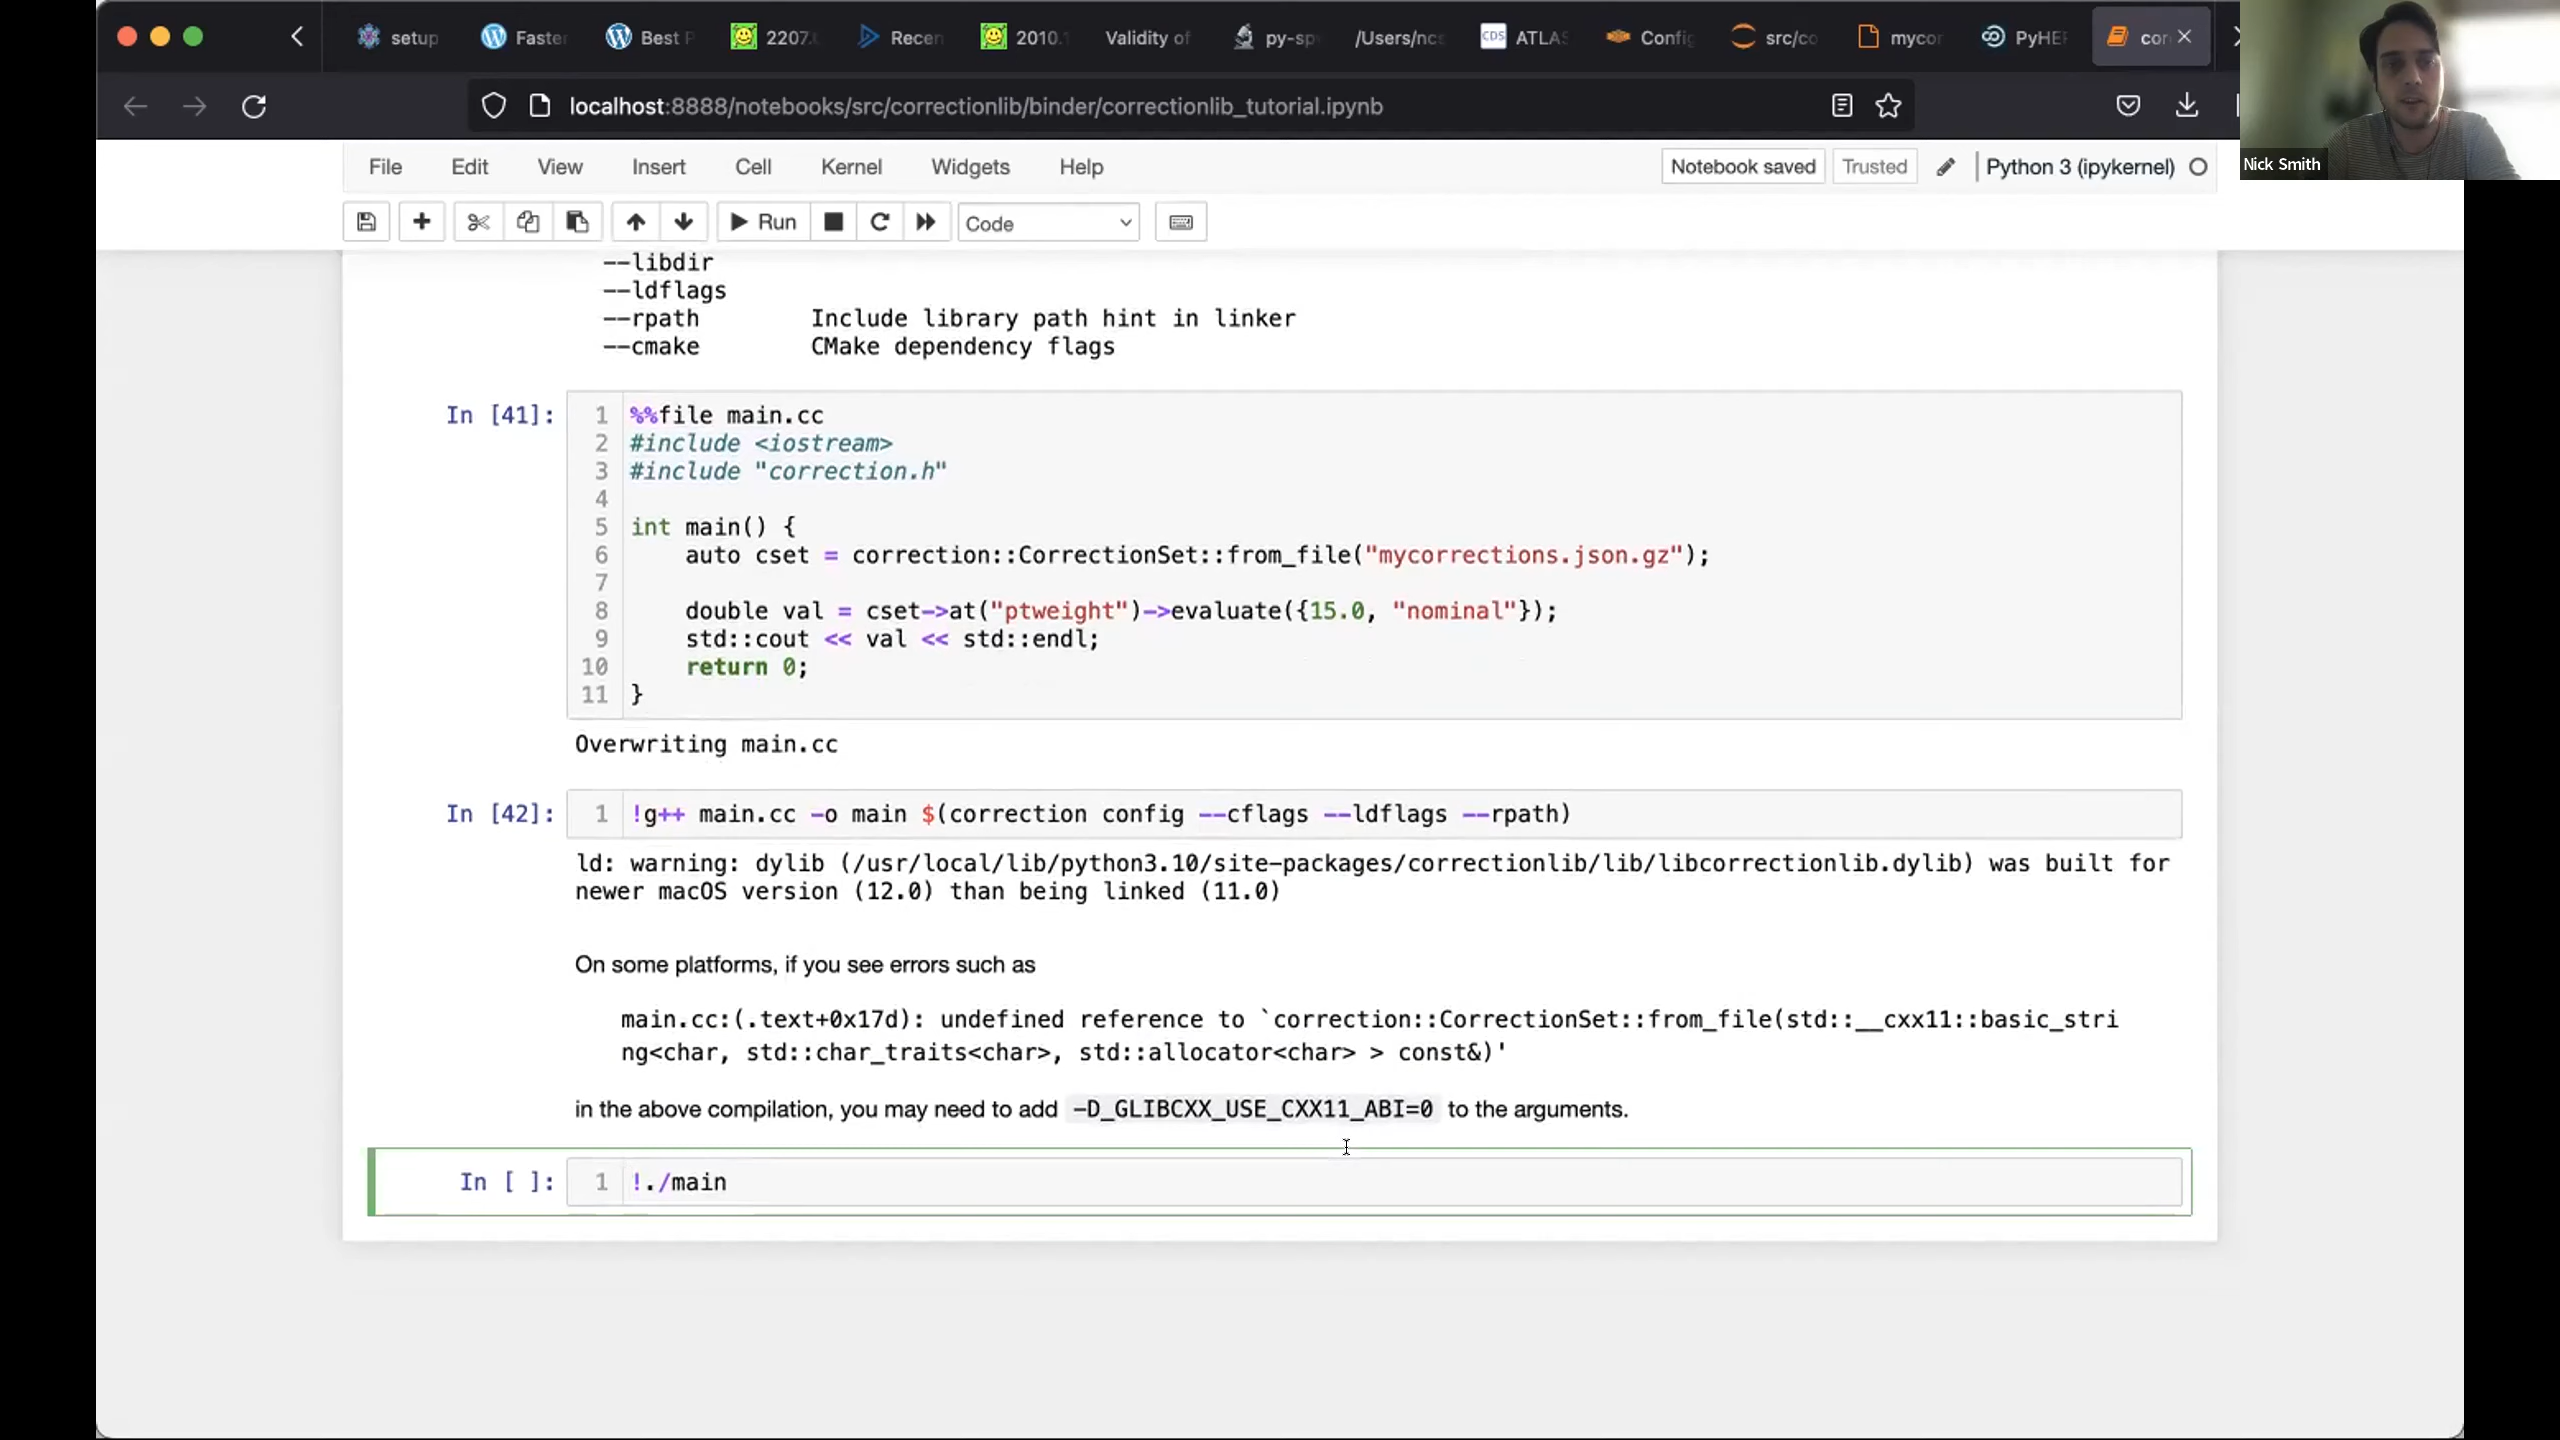 setup
Faster
Best P
2207.
Recen
2010.1
Validity of
py-sp
/Users/ncs
CDS
ATLAS
Config
src/co
mycor
PyHEP
cor
localhost:8888/notebooks/src/correctionlib/binder/correctionlib_tutorial.ipynb
Nick Smith
File Edit View Insert Cell Kernel Widgets Help
Notebook saved Trusted Python 3 (ipykernel)
Run Code
--libdir
--ldflags
--rpath Include library path hint in linker
--cmake CMake dependency flags
In [41]:
1 %%file main.cc
2 #include <iostream>
3 #include "correction.h"
4
5 int main() {
6 auto cset = correction::CorrectionSet::from_file("mycorrections.json.gz");
7
8 double val = cset->at("ptweight")->evaluate({15.0, "nominal"});
9 std::cout << val << std::endl;
10 return 0;
11 }
Overwriting main.cc
In [42]: 1 !g++ main.cc -o main $(correction config --cflags --ldflags --rpath)
ld: warning: dylib (/usr/local/lib/python3.10/site-packages/correctionlib/lib/libcorrectionlib.dylib) was built for
newer macOS version (12.0) than being linked (11.0)
On some platforms, if you see errors such as
main.cc:(.text+0x17d): undefined reference to `correction::CorrectionSet::from_file(std::__cxx11::basic_stri
ng<char, std::char_traits<char>, std::allocator<char> > const&)'
in the above compilation, you may need to add -D_GLIBCXX_USE_CXX11_ABI=0 to the arguments.
In [ ]: 1 !./main